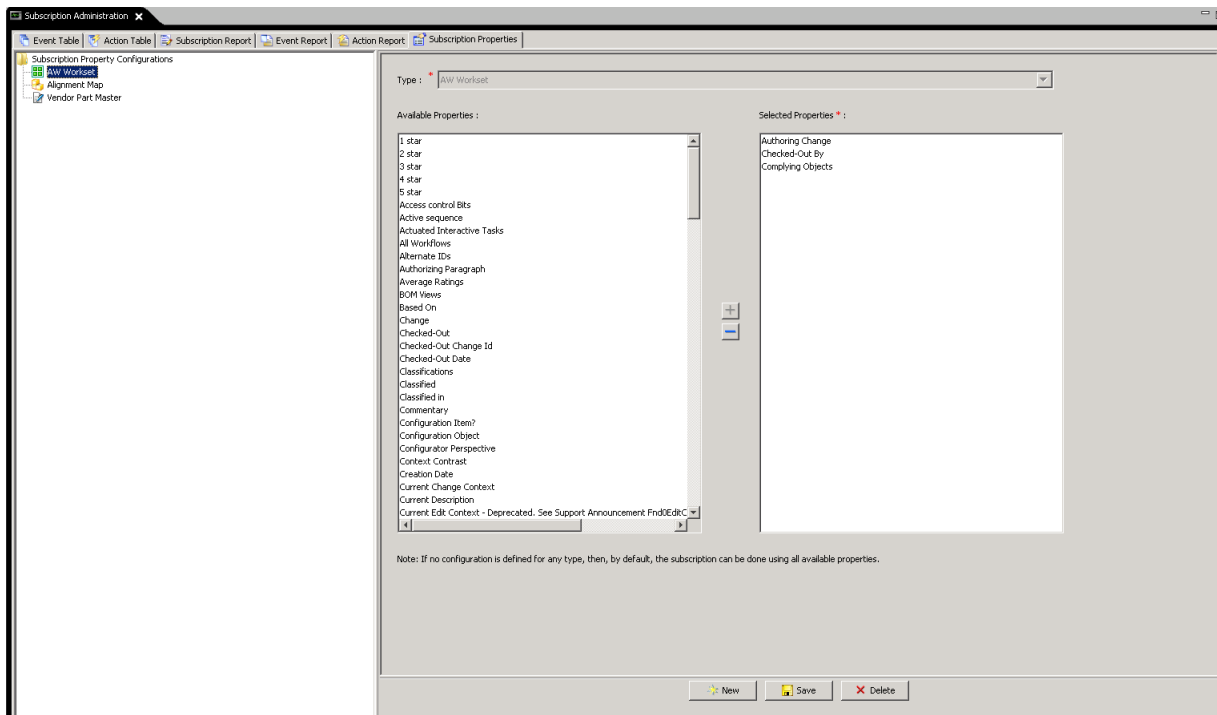 Subscription Administration
Event Table
Action Table
Subscription Report
Event Report
Action Report
Subscription Properties
Subscription Property Configurations
AW Workset
Alignment Map
Vendor Part Master
Type : * AW Workset
Available Properties :
1 star
2 star
3 star
4 star
5 star
Access control Bits
Active sequence
Actuated Interactive Tasks
All Workflows
Alternate IDs
Authorizing Paragraph
Average Ratings
BOM Views
Based On
Change
Checked-Out
Checked-Out Change Id
Checked-Out Date
Classifications
Classified
Classified in
Commentary
Configuration Item?
Configuration Object
Configurator Perspective
Context Contrast
Creation Date
Current Change Context
Current Description
Current Edit Context - Deprecated. See Support Announcement Fnd0EditC
Selected Properties * :
Authoring Change
Checked-Out By
Complying Objects
Note: If no configuration is defined for any type, then, by default, the subscription can be done using all available properties.
New
Save
Delete